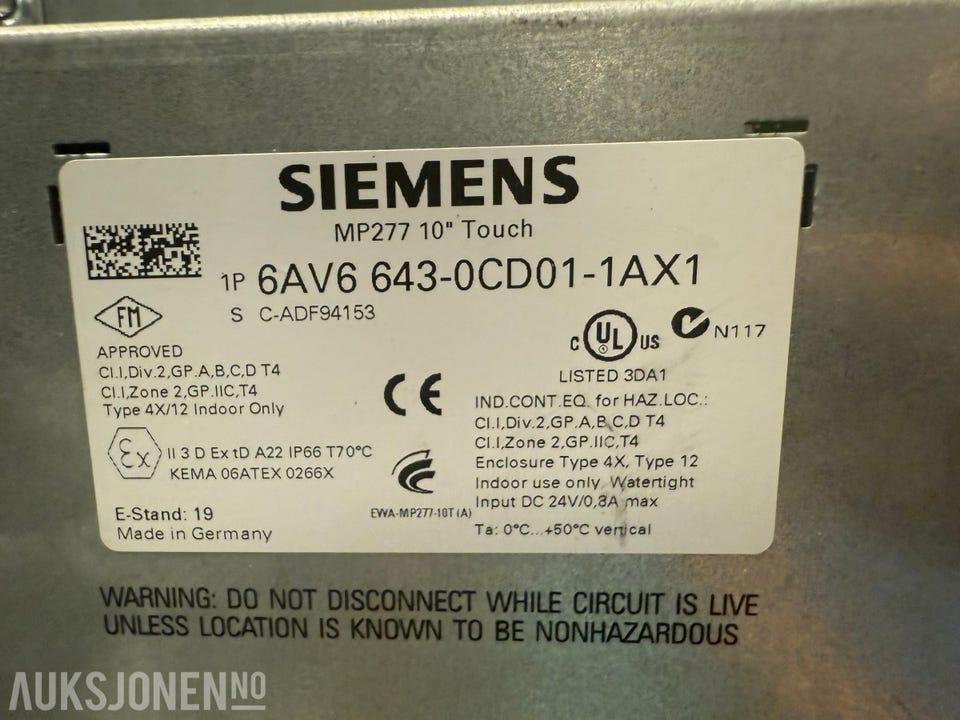 SIEMENS
MP277 10" Touch
1P 6AV6 643-0CD01-1AX1
S C-ADF94153
FM
APPROVED
Cl.I,Div.2,GP.A,B,C,D T4
Cl.I,Zone 2,GP.IIC,T4
Type 4X/12 Indoor Only
Ex II 3 D Ex tD A22 IP66 T70°C
KEMA 06ATEX 0266X
E-Stand: 19
Made in Germany
CE
EWA-MP277-10T(A)
C UL US
N117
LISTED 3DA1
IND.CONT.EQ. for HAZ.LOC.:
Cl.I,Div.2,GP.A,B,C,D T4
Cl.I,Zone 2,GP.IIC,T4
Enclosure Type 4X, Type 12
Indoor use only Watertight
Input DC 24V/0,8A max
Ta: 0°C...+50°C vertical
WARNING: DO NOT DISCONNECT WHILE CIRCUIT IS LIVE
UNLESS LOCATION IS KNOWN TO BE NONHAZARDOUS
AUKSJONEN NO